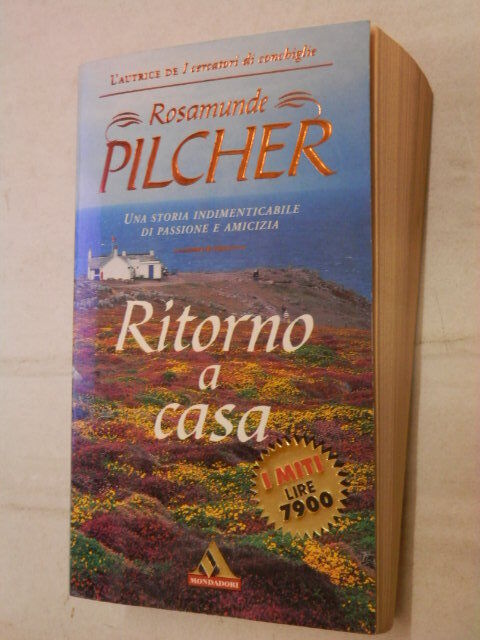 L'AUTRICE DE I cercatori di conchiglie
Rosamunde
PILCHER
UNA STORIA INDIMENTICABILE
DI PASSIONE E AMICIZIA
Ritorno
a
casa
I MITI
LIRE
7900
MONDADORI